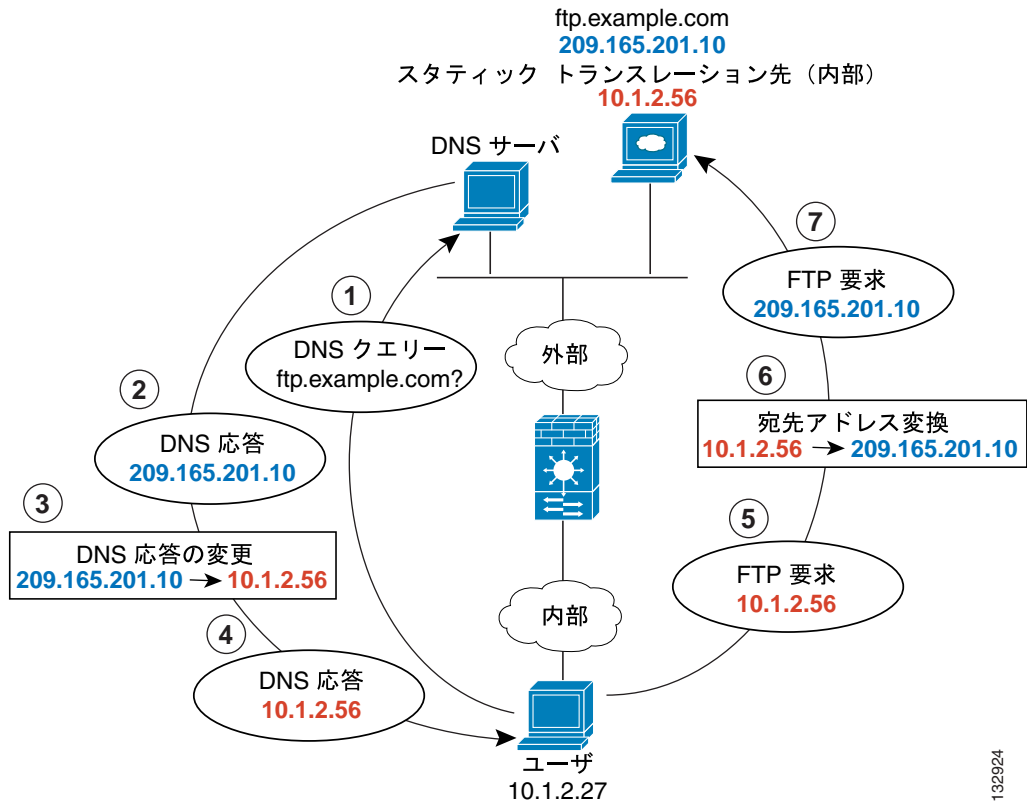 ftp.example.com
209.165.201.10
スタティック トランスレーション先（内部）
10.1.2.56
DNS サーバ
7
FTP 要求
209.165.201.10
1
DNS クエリー
ftp.example.com?
外部
2
DNS 応答
209.165.201.10
6
宛先アドレス変換
10.1.2.56 → 209.165.201.10
3
DNS 応答の変更
209.165.201.10 → 10.1.2.56
5
FTP 要求
10.1.2.56
内部
4
DNS 応答
10.1.2.56
ユーザ
10.1.2.27
132924